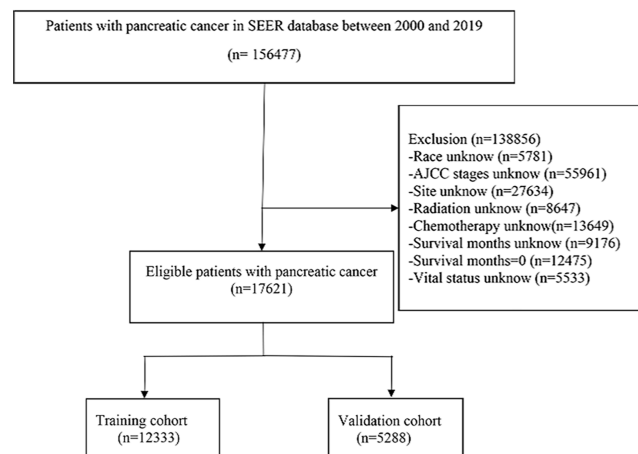 Patients with pancreatic cancer in SEER database between 2000 and 2019
(n= 156477)
Exclusion (n=138856)
-Race unknow (n=5781)
-AJCC stages unknow (n=55961)
-Site unknow (n=27634)
-Radiation unknow (n=8647)
-Chemotherapy unknow(n=13649)
-Survival months unknow (n=9176)
-Survival months=0 (n=12475)
-Vital status unknow (n=5533)
Eligible patients with pancreatic cancer
(n=17621)
Training cohort
(n=12333)
Validation cohort
(n=5288)